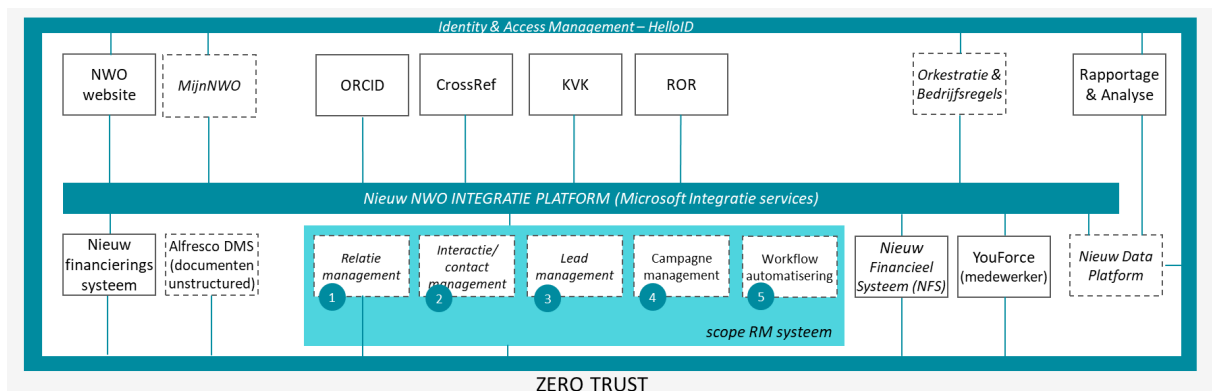 Identity & Access Management – HelloID
NWO
website
MijnNWO
ORCID
CrossRef
KVK
ROR
Orkestratie &
Bedrijfsregels
Rapportage
& Analyse
Nieuw NWO INTEGRATIE PLATFORM (Microsoft Integratie services)
Nieuw
financierings
systeem
Alfresco DMS
(documenten
unstructured)
Relatie
management
1
Interactie/
contact
management
2
Lead
management
3
Campagne
management
4
Workflow
automatisering
5
scope RM systeem
Nieuw
Financieel
Systeem (NFS)
YouForce
(medewerker)
Nieuw Data
Platform
ZERO TRUST